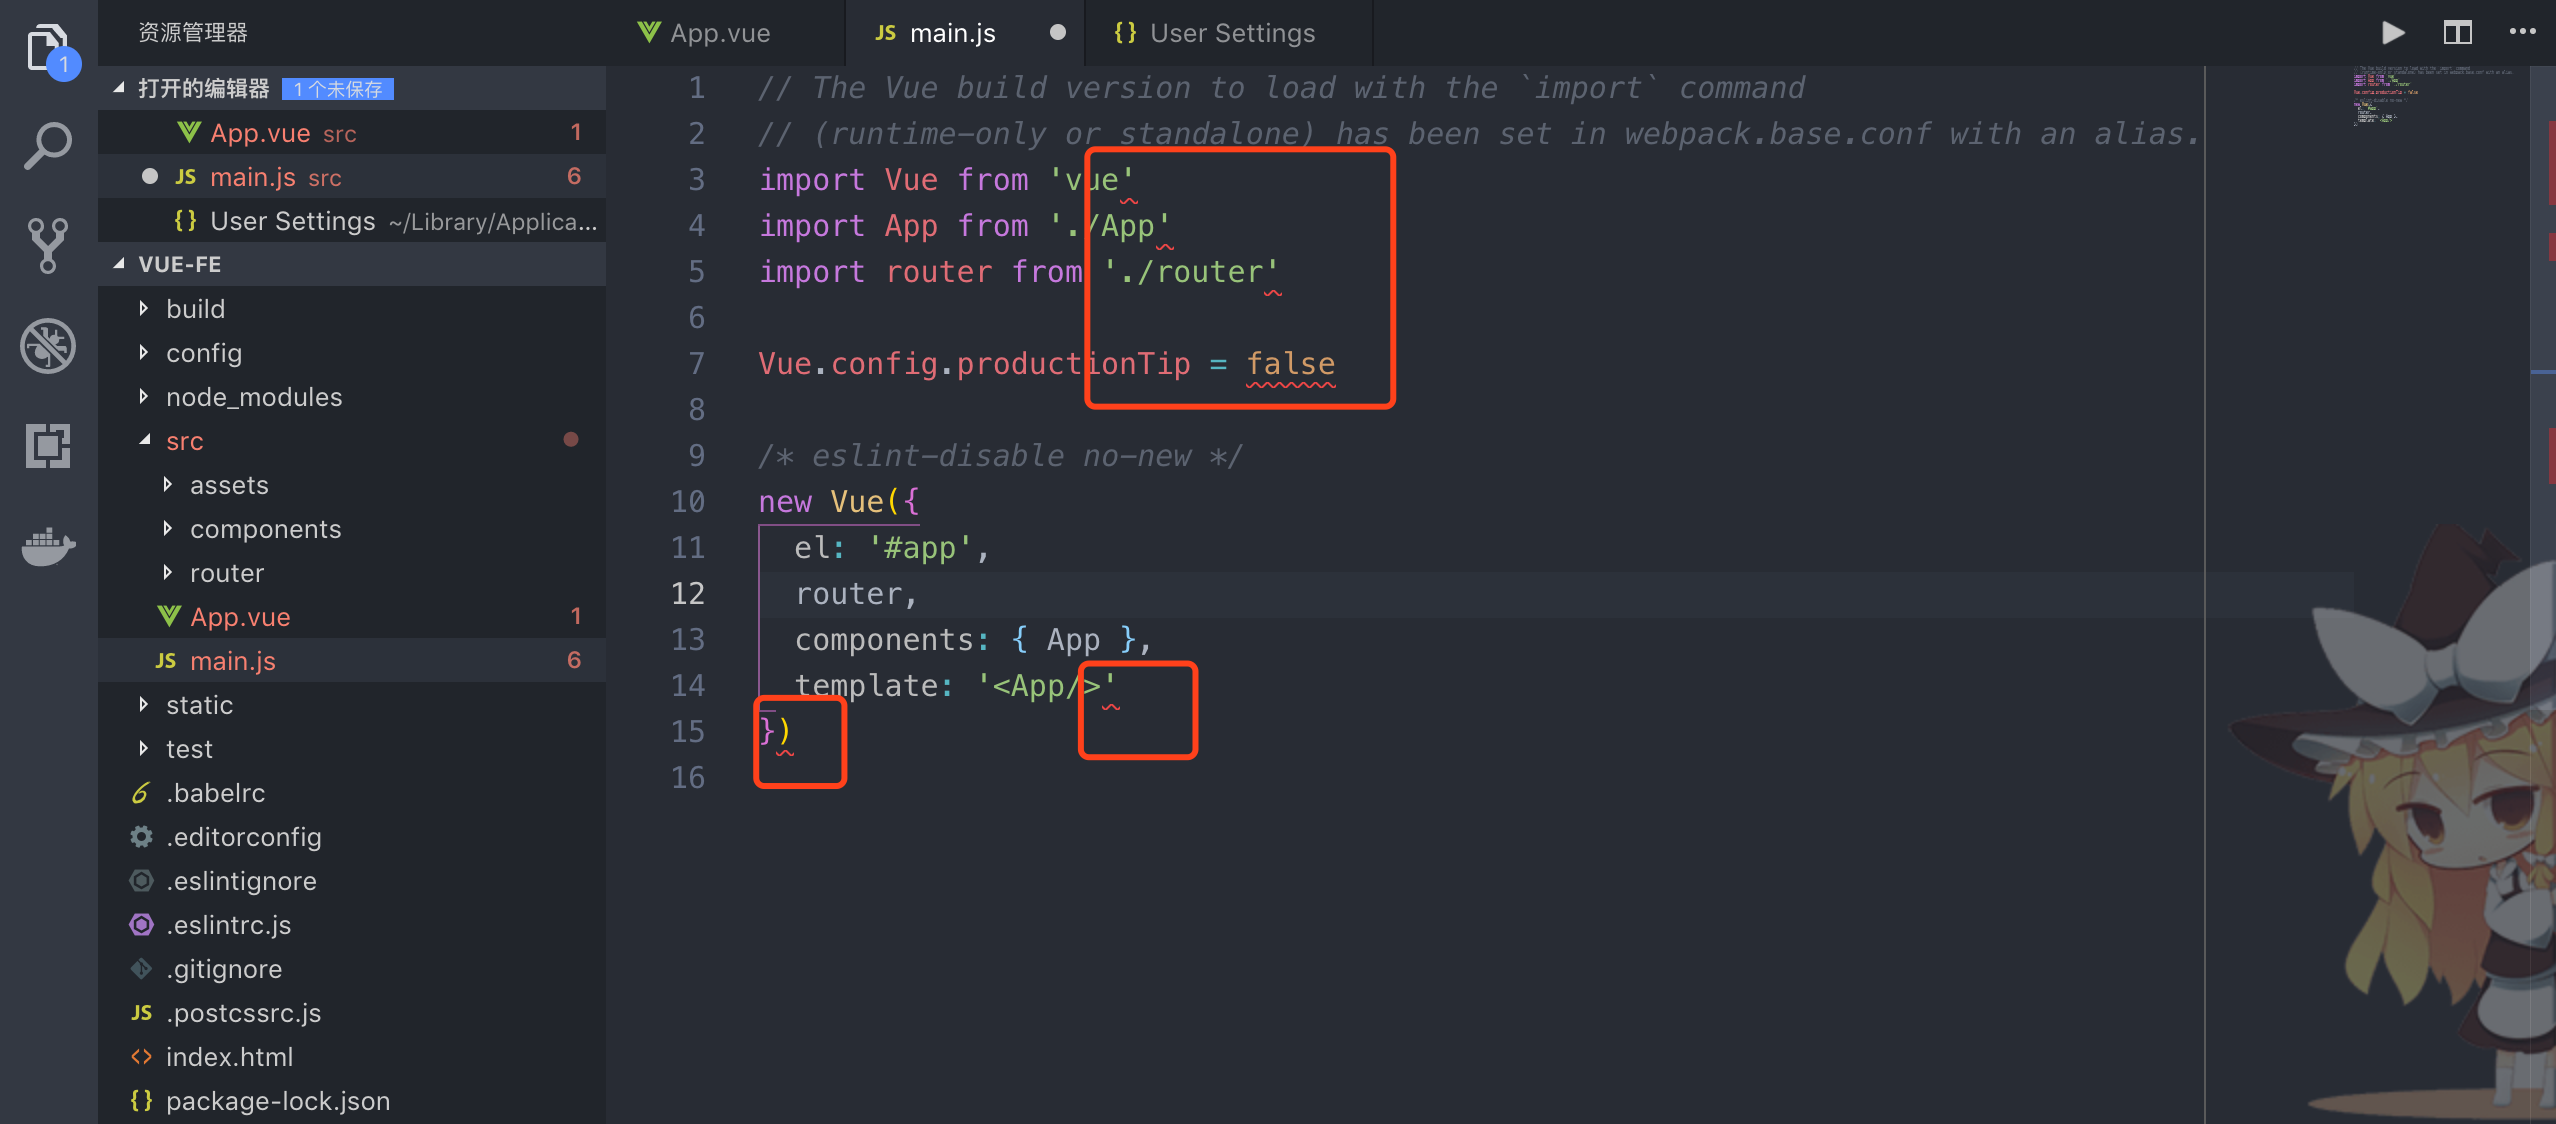 资源管理器
App.vue
JS main.js
{} User Settings
1
打开的编辑器 1 个未保存
App.vue src 1
JS main.js src 6
{} User Settings ~/Library/Applica...
VUE-FE
build
config
node_modules
src
assets
components
router
App.vue 1
JS main.js 6
static
test
.babelrc
.editorconfig
.eslintignore
.eslintrc.js
.gitignore
JS .postcssrc.js
<> index.html
{} package-lock.json
1 // The Vue build version to load with the `import` command
2 // (runtime-only or standalone) has been set in webpack.base.conf with an alias.
3 import Vue from 'vue'
4 import App from './App'
5 import router from './router'
6
7 Vue.config.productionTip = false
8
9 /* eslint-disable no-new */
10 new Vue({
11 el: '#app',
12 router,
13 components: { App },
14 template: '<App/>'
15 })
16